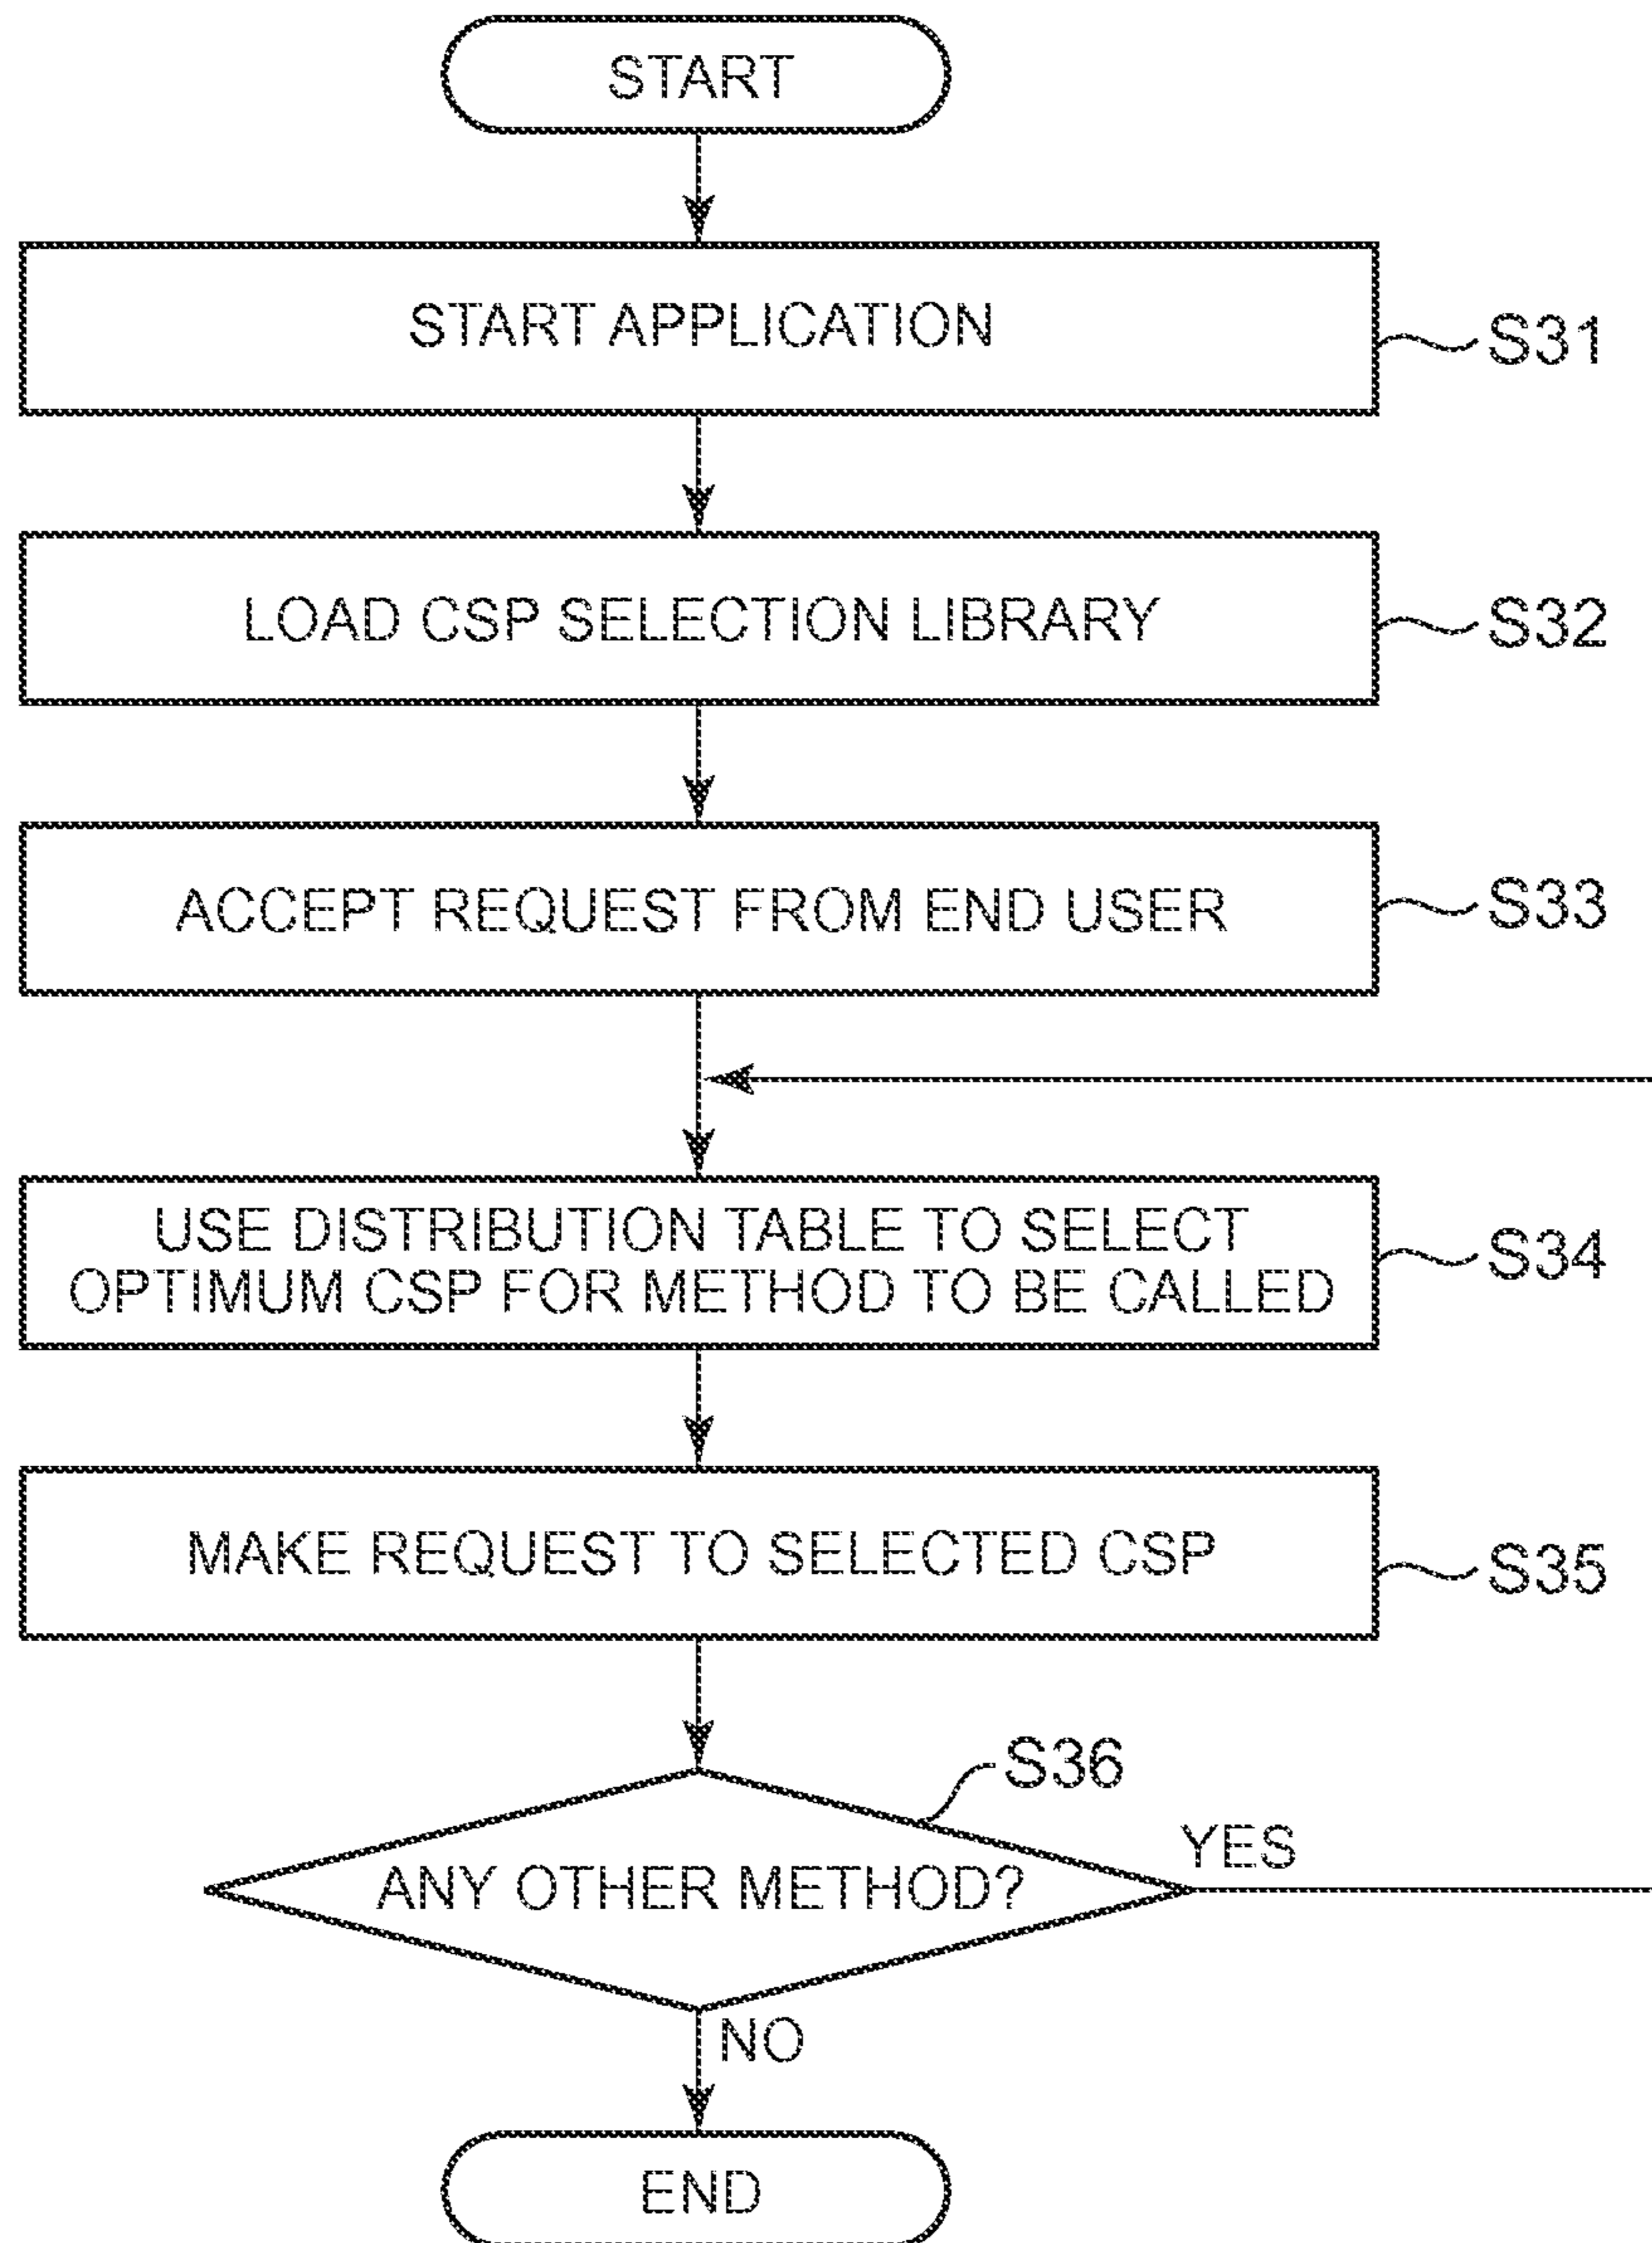 START
START APPLICATION
S31
LOAD CSP SELECTION LIBRARY
S32
ACCEPT REQUEST FROM END USER
S33
USE DISTRIBUTION TABLE TO SELECT
OPTIMUM CSP FOR METHOD TO BE CALLED
S34
MAKE REQUEST TO SELECTED CSP
S35
S36
ANY OTHER METHOD?
YES
NO
END